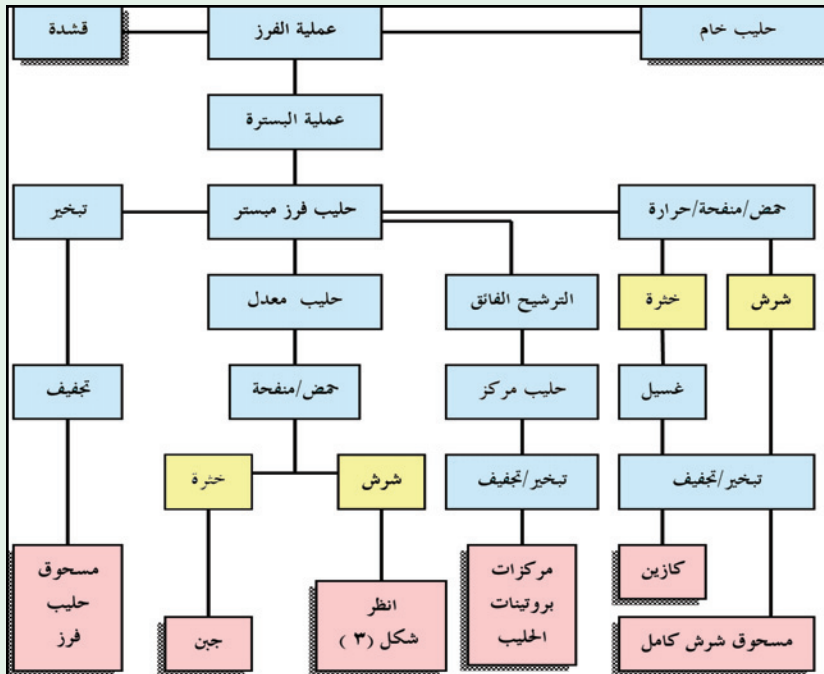 حليب خام
عملية الفرز
قشدة
عملية البسترة
حمض/منفحة/حرارة
حليب فرز مبستر
تبخير
شرش
خثرة
الترشيح الفائق
حليب معدل
غسيل
حليب مركز
حمض/منفحة
تجفيف
تبخير/تجفيف
تبخير/تجفيف
شرش
خثرة
كازين
مسحوق شرش كامل
مركزات
بروتينات
الحليب
انظر
شكل (٣ )
جبن
مسحوق
حليب
فرز